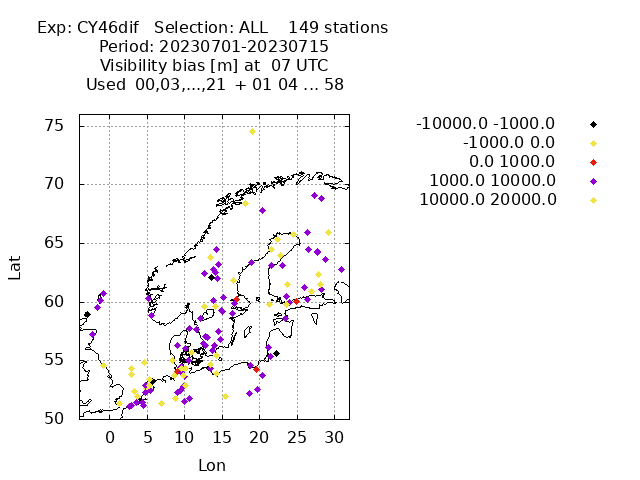 Exp: CY46dif   Selection: ALL    149 stations
Period: 20230701-20230715
Visibility bias [m] at  07 UTC
Used  00,03,...,21  + 01 04 ... 58
-10000.0 -1000.0
-1000.0 0.0
0.0 1000.0
1000.0 10000.0
10000.0 20000.0
75
70
65
60
55
50
Lat
0 5 10 15 20 25 30
Lon